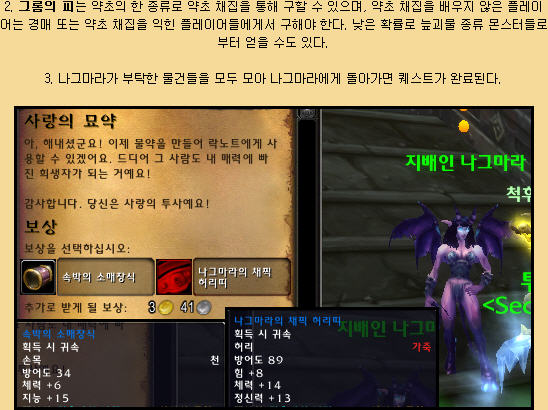 2. 그롬의 피는 약초의 한 종류로 약초 채집을 통해 구할 수 있으며, 약초 채집을 배우지 않은 플레이
어는 경매 또는 약초 채집을 익힌 플레이어들에게서 구해야 한다. 낮은 확률로 늪괴물 종류 몬스터들로
부터 얻을 수도 있다.
3. 나그마라가 부탁한 물건들을 모두 모아 나그마라에게 돌아가면 퀘스트가 완료된다.
사랑의 묘약
아, 해내셨군요! 이제 물약을 만들어 락노트에게 사
용할 수 있겠어요. 드디어 그 사람도 내 매력에 빠
진 희생자가 되는 거예요!
감사합니다. 당신은 사랑의 투사예요!
보상
보상을 선택하십시오:
속박의 소매장식
나그마라의 채찍
허리띠
추가로 받게 될 보상: 3 41
지배인 나그마라
척후
<Sec
속박의 소매장식
획득 시 귀속
손목 천
방어도 34
체력 +6
지능 +15
나그마라의 채찍 허리띠
획득 시 귀속
허리 가죽
방어도 89
힘 +8
체력 +14
정신력 +13
지배인 나그마